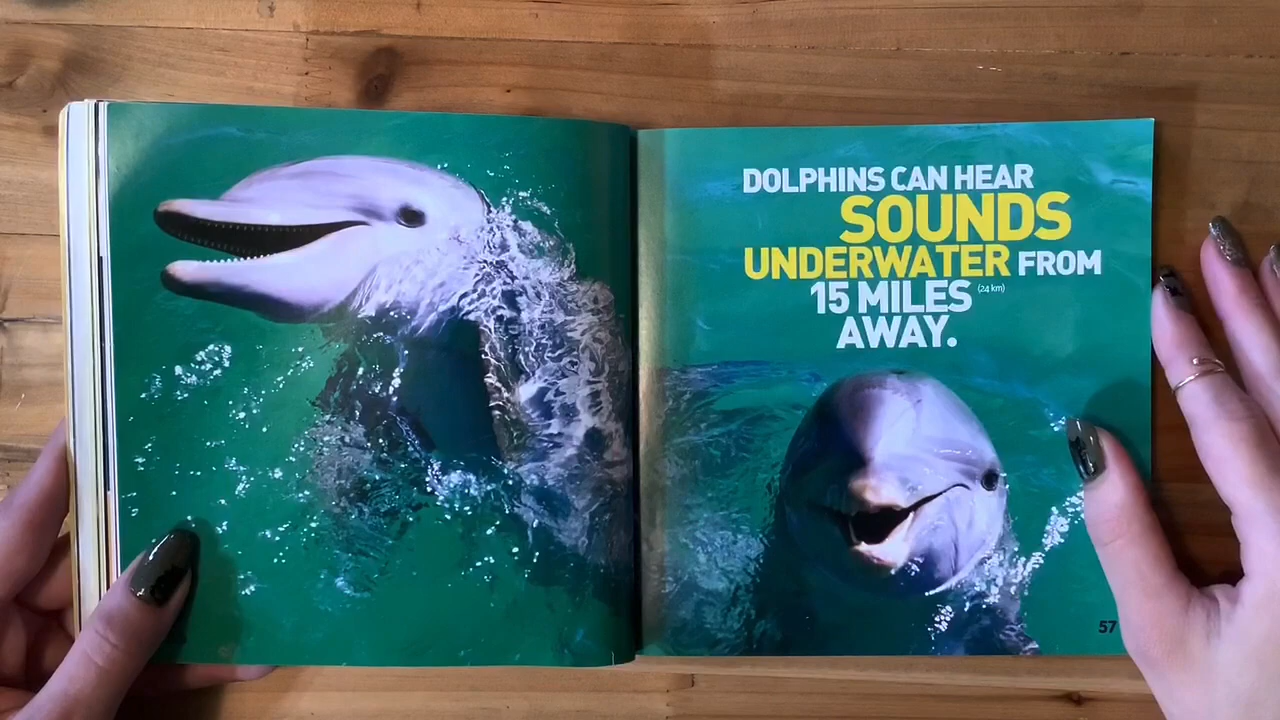 DOLPHINS CAN HEAR
SOUNDS
UNDERWATER FROM
15 MILES (24 km)
AWAY.
57